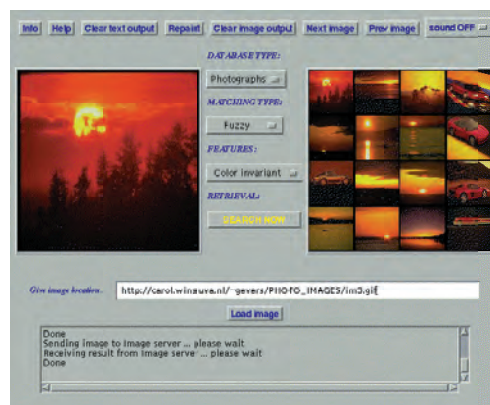 Info Help Clear text output Repaint Clear image output Next image Prev image sound OFF
DATABASE TYPE:
Photographs
MATCHING TYPE:
Fuzzy
FEATURES:
Color Invariant
RETRIEVAL:
SEARCH NOW
Give image location. http://carol.wins.uva.nl/~gevers/PHOTO_IMAGES/im3.gif
Load image
Done
Sending image to Image server ... please wait
Receiving result from Image serve ... please wait
Done